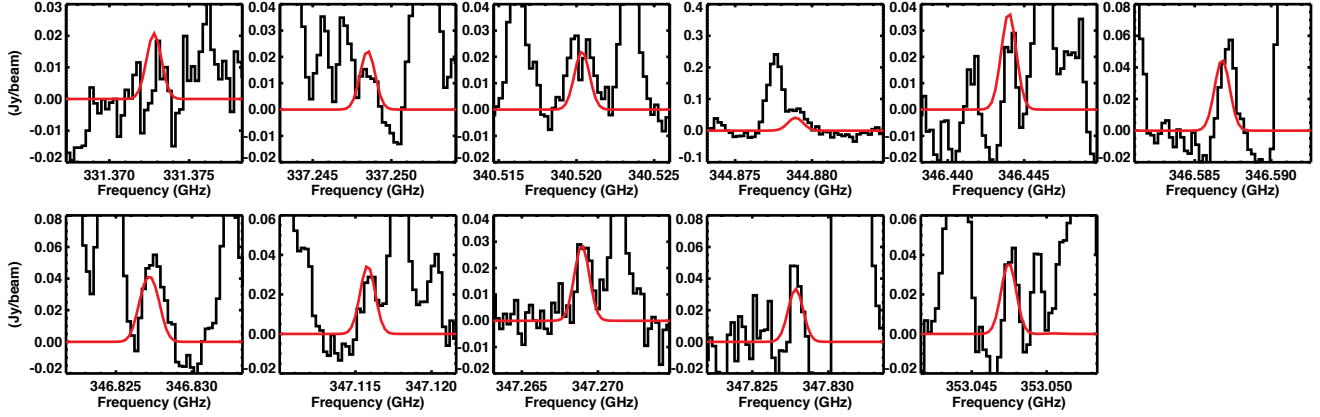 0.03 0.04 0.04 0.4 0.04 0.08
0.02 0.03 0.03 0.3 0.03 0.06
0.01 0.02 0.02 0.2 0.02 0.04
0.00 0.01 0.01 0.1 0.01 0.02
-0.01 0.00 0.00 0.0 0.00 0.00
-0.02 -0.01 -0.01 -0.1 -0.01 -0.02
-0.02 -0.02 -0.02
(Jy/beam)
331.370 331.375 337.245 337.250 340.515 340.520 340.526 344.875 344.880 346.440 346.445 346.585 346.590
Frequency (GHz) Frequency (GHz) Frequency (GHz) Frequency (GHz) Frequency (GHz) Frequency (GHz)
0.08 0.06 0.04 0.08 0.06
0.06 0.04 0.03 0.06 0.04
0.04 0.02 0.02 0.04 0.02
0.02 0.00 0.01 0.02 0.00
0.00 -0.02 0.00 0.00 -0.02
-0.02 -0.01 -0.02
-0.02
(Jy/beam)
346.825 346.830 347.115 347.120 347.265 347.270 347.825 347.830 353.045 353.050
Frequency (GHz) Frequency (GHz) Frequency (GHz) Frequency (GHz) Frequency (GHz)